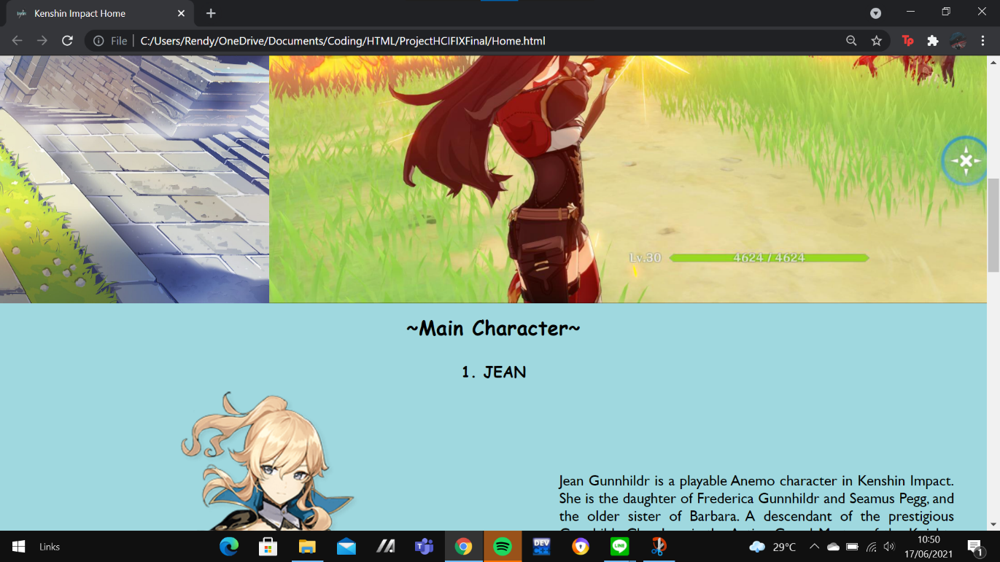 Kenshin Impact Home
File
C:/Users/Rendy/OneDrive/Documents/Coding/HTML/ProjectHCIFIXFinal/Home.html
Tp
Lv.30
4624 / 4624
~Main Character~
1. JEAN
Jean Gunnhildr is a playable Anemo character in Kenshin Impact.
She is the daughter of Frederica Gunnhildr and Seamus Pegg, and
the older sister of Barbara. A descendant of the prestigious
Links
DEV
LINE
29°C
10:50
17/06/2021
1